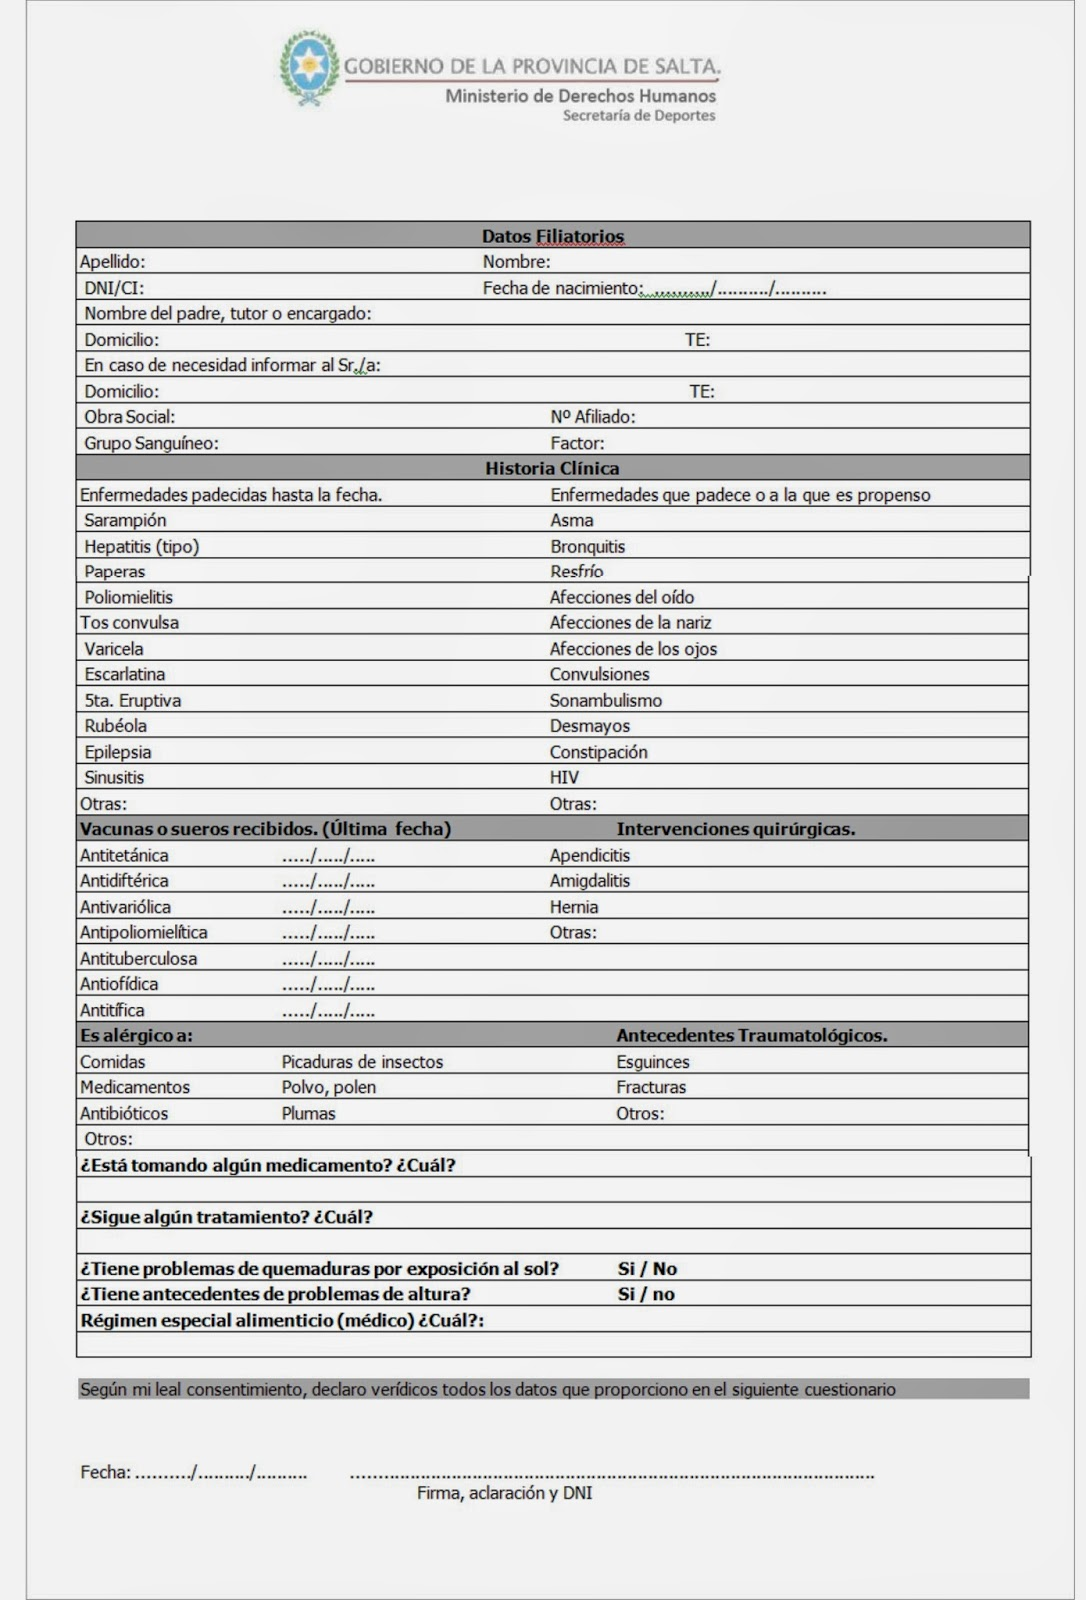 GOBIERNO DE LA PROVINCIA DE SALTA.
Ministerio de Derechos Humanos
Secretaría de Deportes
Datos Filiatorios
Apellido: Nombre:
DNI/CI: Fecha de nacimiento: ........../........../..........
Nombre del padre, tutor o encargado:
Domicilio: TE:
En caso de necesidad informar al Sr./a:
Domicilio: TE:
Obra Social: Nº Afiliado:
Grupo Sanguíneo: Factor:
Historia Clínica
Enfermedades padecidas hasta la fecha. Enfermedades que padece o a la que es propenso
Sarampión Asma
Hepatitis (tipo) Bronquitis
Paperas Resfrío
Poliomielitis Afecciones del oído
Tos convulsa Afecciones de la nariz
Varicela Afecciones de los ojos
Escarlatina Convulsiones
5ta. Eruptiva Sonambulismo
Rubéola Desmayos
Epilepsia Constipación
Sinusitis HIV
Otras: Otras:
Vacunas o sueros recibidos. (Última fecha) Intervenciones quirúrgicas.
Antitetánica ...../...../..... Apendicitis
Antidiftérica ...../...../..... Amigdalitis
Antivariólica ...../...../..... Hernia
Antipoliomielítica ...../...../..... Otras:
Antituberculosa ...../...../.....
Antiofídica ...../...../.....
Antitífica ...../...../.....
Es alérgico a: Antecedentes Traumatológicos.
Comidas Picaduras de insectos Esguinces
Medicamentos Polvo, polen Fracturas
Antibióticos Plumas Otros:
Otros:
¿Está tomando algún medicamento? ¿Cuál?
¿Sigue algún tratamiento? ¿Cuál?
¿Tiene problemas de quemaduras por exposición al sol? Si / No
¿Tiene antecedentes de problemas de altura? Si / no
Régimen especial alimenticio (médico) ¿Cuál?:
Según mi leal consentimiento, declaro verídicos todos los datos que proporciono en el siguiente cuestionario
Fecha: ........../........../.......... ....................................................................................................
Firma, aclaración y DNI